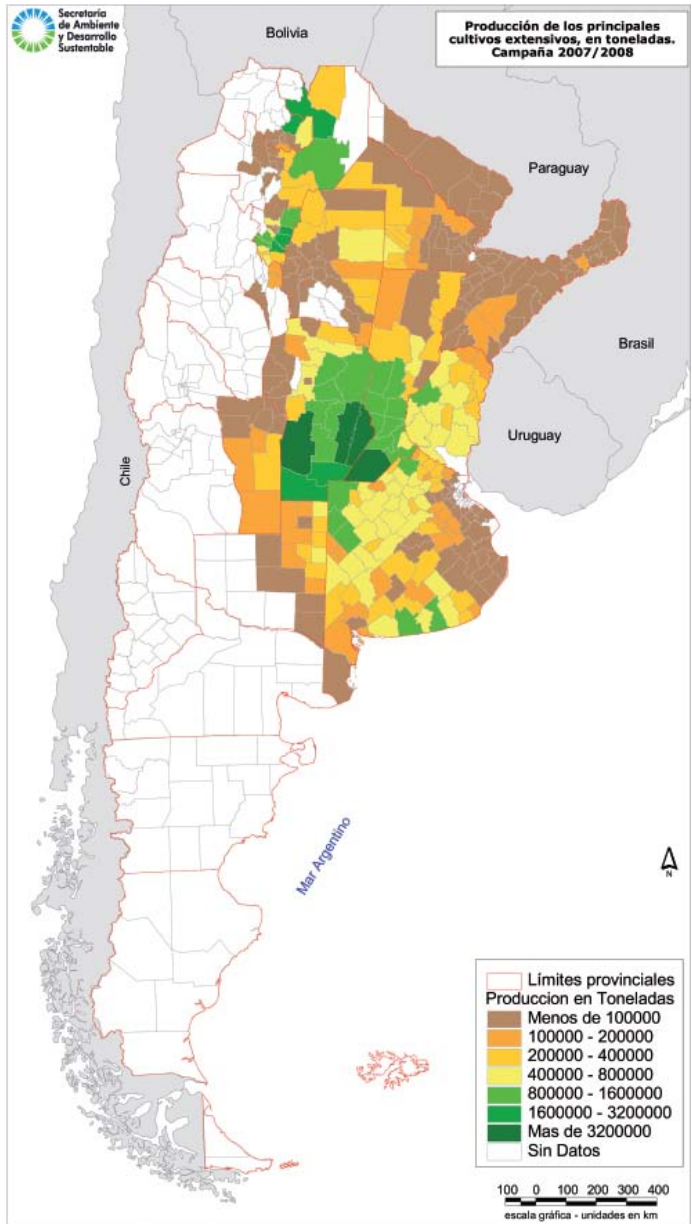 Secretaría
de Ambiente
y Desarrollo
Sustentable
Producción de los principales
cultivos extensivos, en toneladas.
Campaña 2007/2008
Bolivia
Paraguay
Brasil
Uruguay
Chile
Mar Argentino
N
Límites provinciales
Produccion en Toneladas
Menos de 100000
100000 - 200000
200000 - 400000
400000 - 800000
800000 - 1600000
1600000 - 3200000
Mas de 3200000
Sin Datos
100 0 100 200 300 400
escala gráfica - unidades en km